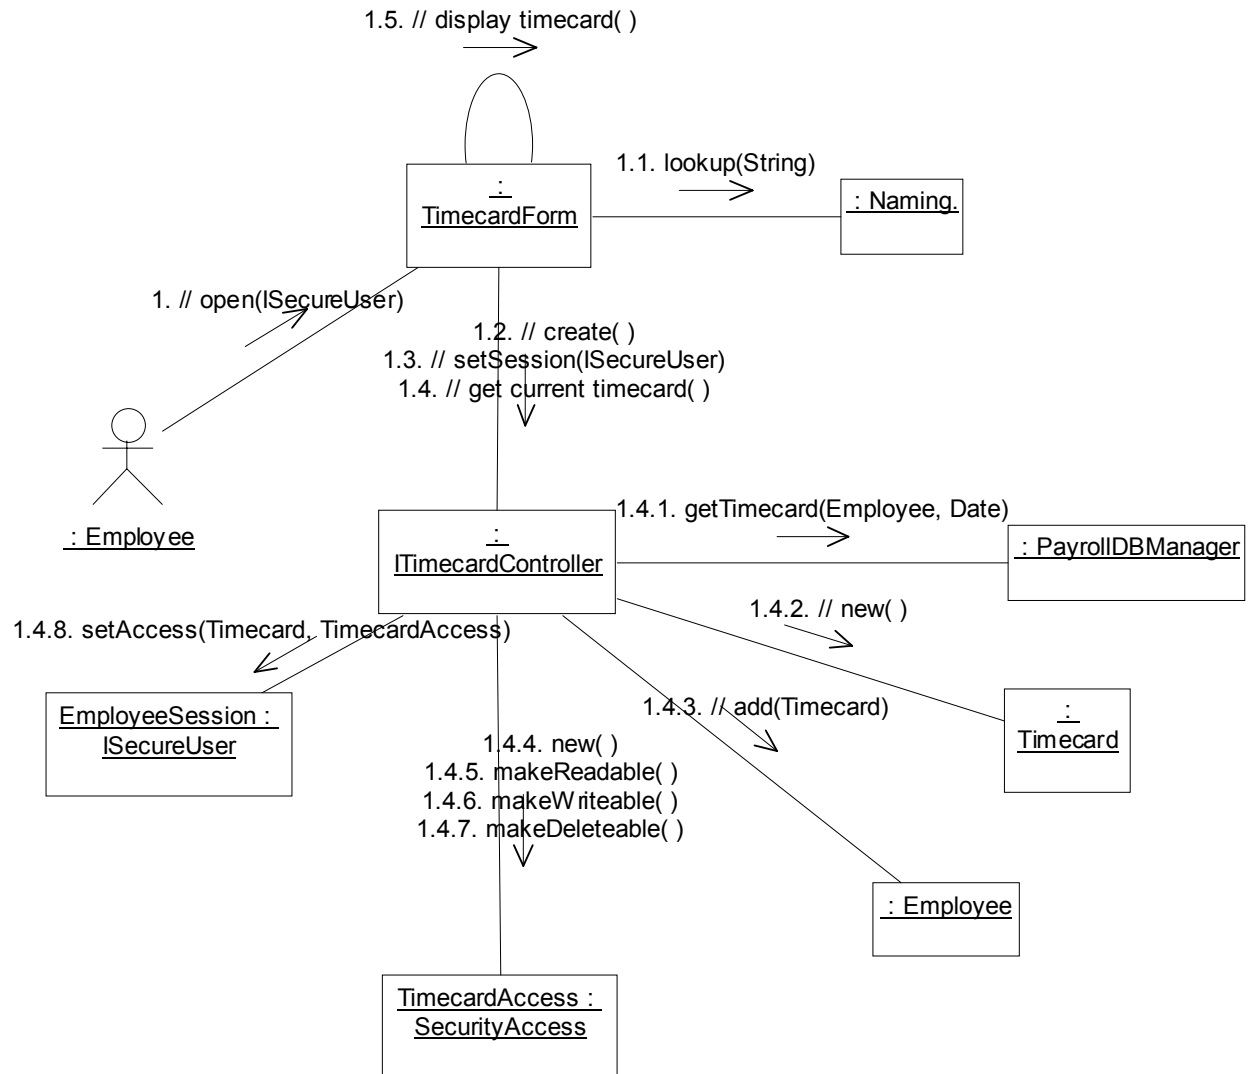 1.5. // display timecard( )
1.1. lookup(String)
:
TimecardForm
: Naming.
1. // open(ISecureUser)
1.2. // create( )
1.3. // setSession(ISecureUser)
1.4. // get current timecard( )
: Employee
1.4.1. getTimecard(Employee, Date)
:
ITimecardController
: PayrollDBManager
1.4.2. // new( )
1.4.8. setAccess(Timecard, TimecardAccess)
1.4.3. // add(Timecard)
EmployeeSession :
ISecureUser
:
Timecard
1.4.4. new( )
1.4.5. makeReadable( )
1.4.6. makeWriteable( )
1.4.7. makeDeleteable( )
: Employee
TimecardAccess :
SecurityAccess